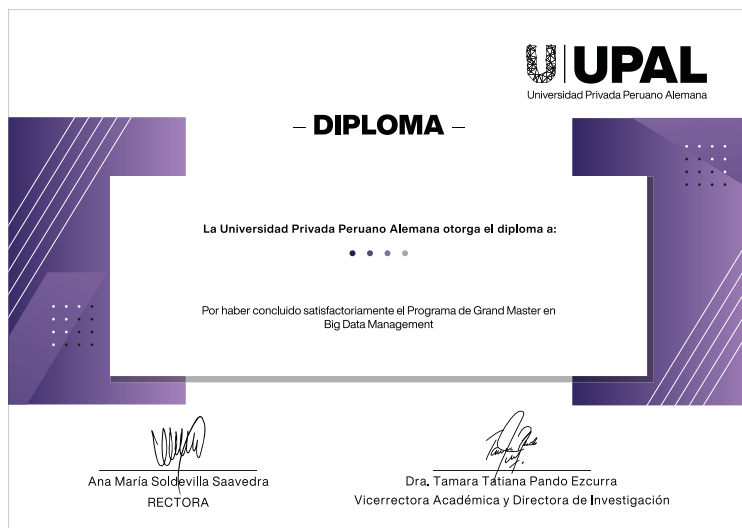 UPAL
Universidad Privada Peruano Alemana
– DIPLOMA –
La Universidad Privada Peruano Alemana otorga el diploma a:
Por haber concluido satisfactoriamente el Programa de Grand Master en
Big Data Management
Ana María Soldevilla Saavedra
RECTORA
Dra. Tamara Tatiana Pando Ezcurra
Vicerrectora Académica y Directora de Investigación